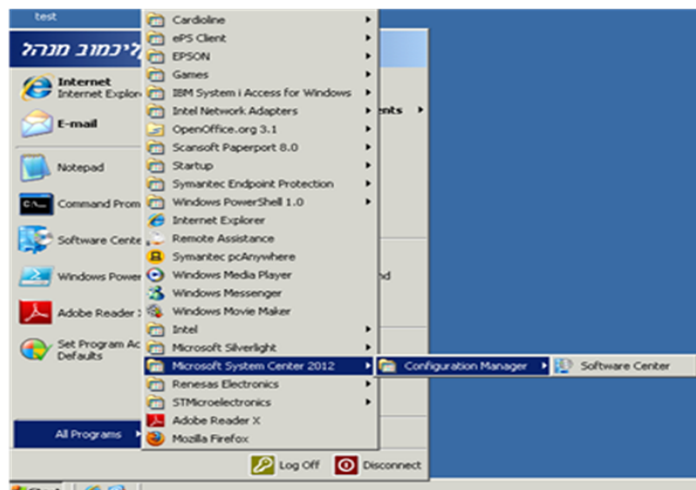 test
ליכמוב מנהל
Internet
Internet Explor
E-mail
Notepad
Command Prom
Software Cente
Windows Power
Adobe Reader
Set Program Ac
Defaults
All Programs
Cardioline
ePS Client
EPSON
Games
IBM System i Access for Windows
Intel Network Adapters
OpenOffice.org 3.1
Scansoft Paperport 8.0
Startup
Symantec Endpoint Protection
Windows PowerShell 1.0
Internet Explorer
Remote Assistance
Symantec pcAnywhere
Windows Media Player
Windows Messenger
Windows Movie Maker
Intel
Microsoft Silverlight
Microsoft System Center 2012
Renesas Electronics
STMicroelectronics
Adobe Reader X
Mozilla Firefox
ents
nd
Configuration Manager
Software Center
Log Off
Disconnect